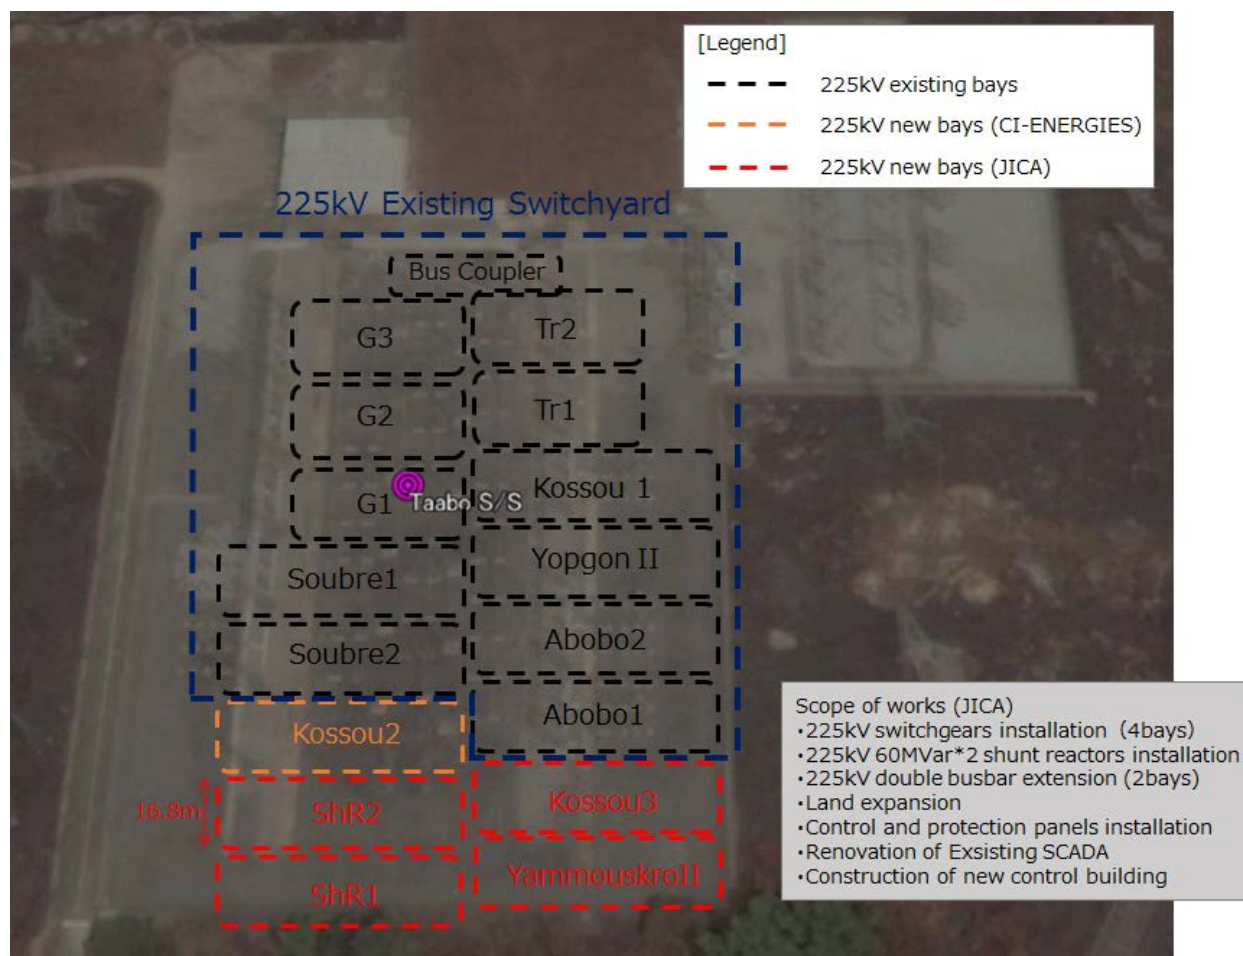 [Legend]
225kV existing bays
225kV new bays (CI-ENERGIES)
225kV new bays (JICA)
225kV Existing Switchyard
Bus Coupler
G3
Tr2
G2
Tr1
G1
Taabo S/S
Kossou 1
Soubre1
Yopgon II
Soubre2
Abobo2
Kossou2
Abobo1
16.8m
ShR2
Kossou3
ShR1
YammouskroII
Scope of works (JICA)
・225kV switchgears installation (4bays)
・225kV 60MVar*2 shunt reactors installation
・225kV double busbar extension (2bays)
・Land expansion
・Control and protection panels installation
・Renovation of Exsisting SCADA
・Construction of new control building